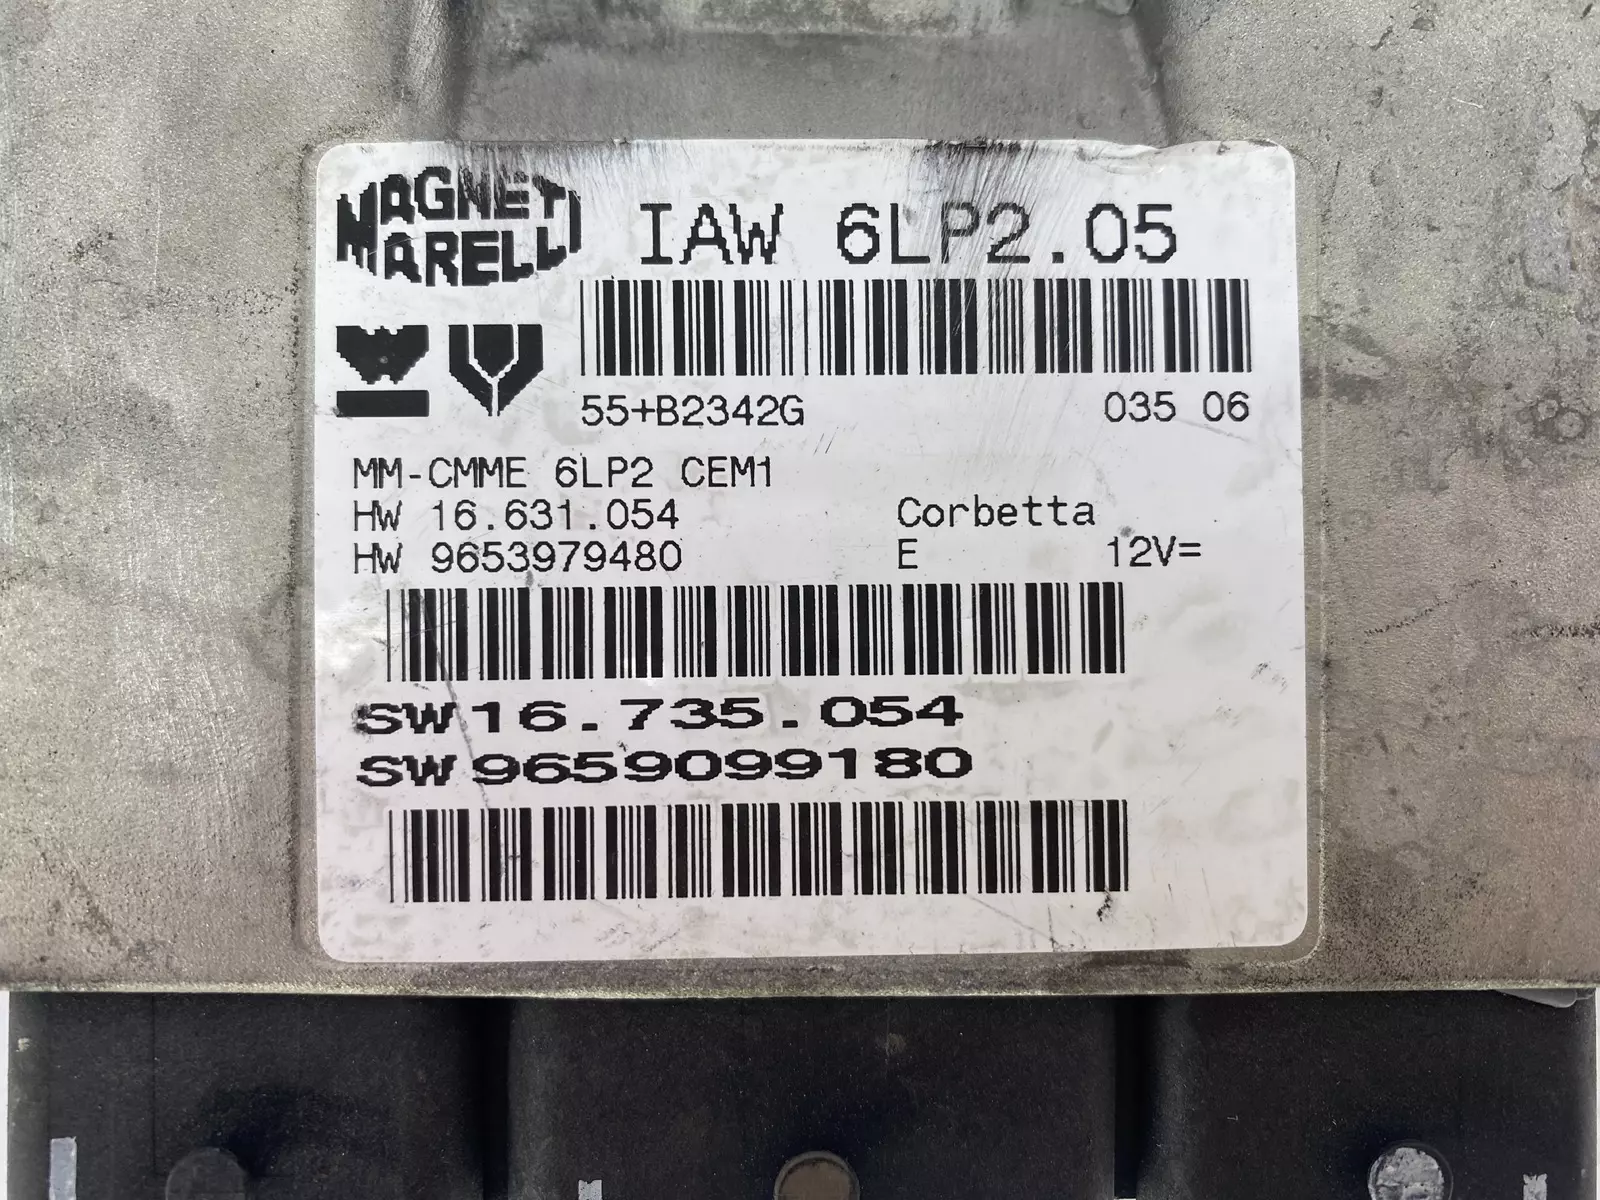 MAGNETI
MARELLI
IAW 6LP2.05
55+B2342G 035 06
MM-CMME 6LP2 CEM1
HW 16.631.054 Corbetta
HW 9653979480 E 12V=
SW16.735.054
SW9659099180